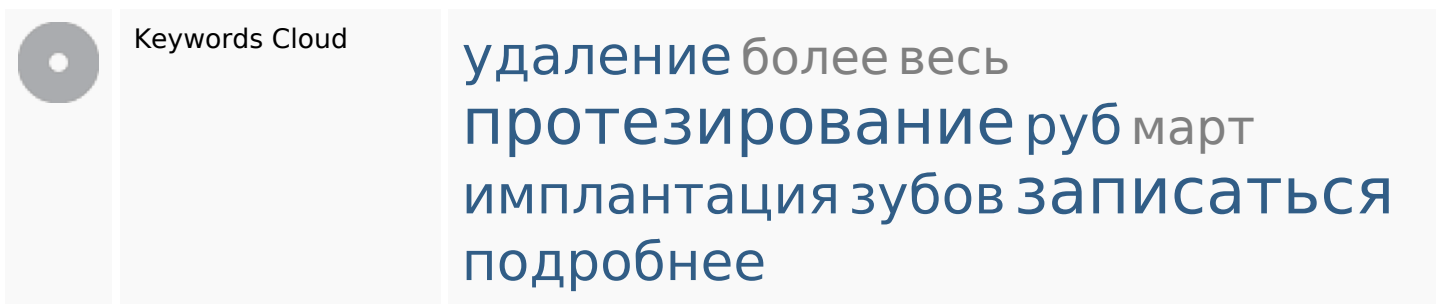 Keywords Cloud
удаление более весь
протезирование руб март
имплантация зубов записаться
подробнее